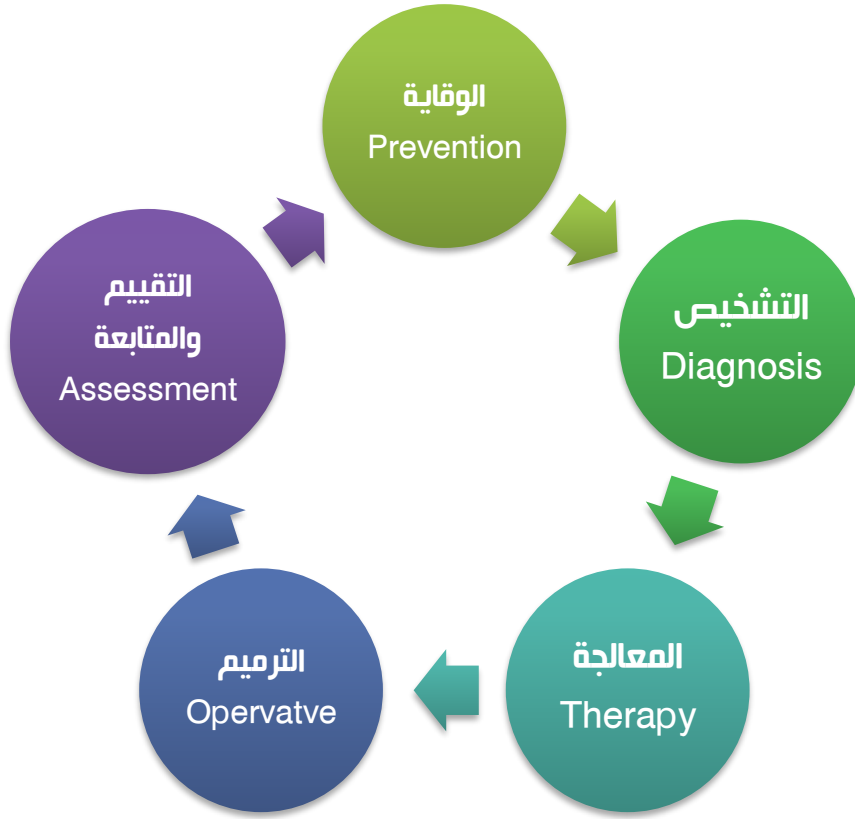 الوقاية
Prevention
التشخيص
Diagnosis
المعالجة
Therapy
الترميم
Opervatve
التقييم
والمتابعة
Assessment